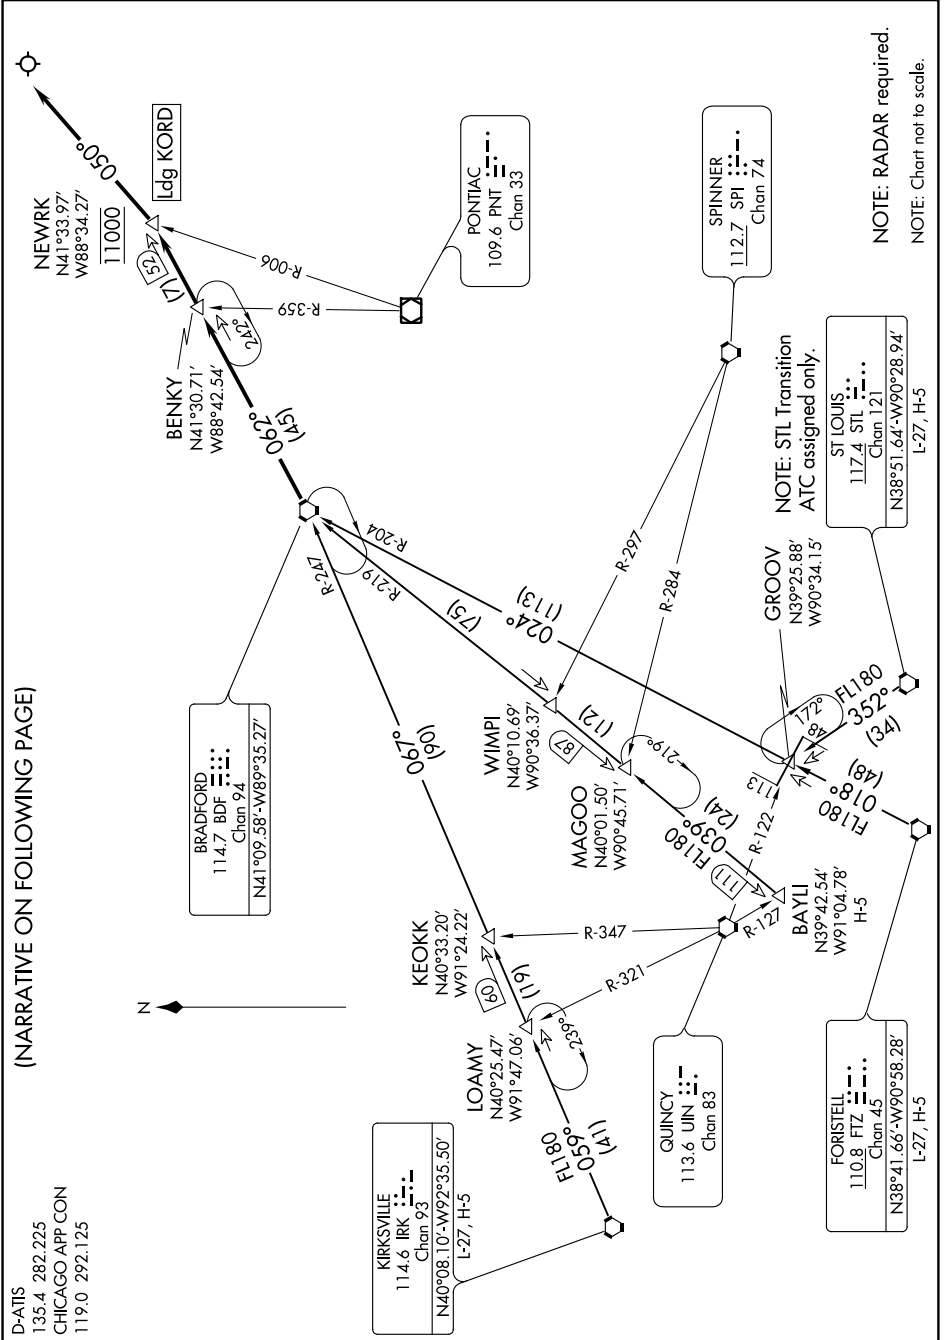 (NARRATIVE ON FOLLOWING PAGE)
D-ATIS
135.4 282.225
CHICAGO APP CON
119.0 292.125
NEWRK
N41°33.97'
W88°34.27'
11000
050°
Ldg KORD
52
(7)
BENKY
N41°30.71'
W88°42.54'
242°
R-006
R-359
PONTIAC
109.6 PNT
Chan 33
062°
(45)
BRADFORD
114.7 BDF
Chan 94
N41°09.58'-W89°35.27'
R-247
R-219
R-204
SPINNER
112.7 SPI
Chan 74
R-297
R-284
(75)
024°
(113)
067°
(90)
WIMPI
N40°10.69'
W90°36.37'
87
(12)
MAGOO
N40°01.50'
W90°45.71'
219°
FL180
039°
(24)
111
BAYLI
N39°42.54'
W91°04.78'
H-5
KEOKK
N40°33.20'
W91°24.22'
60
(19)
LOAMY
N40°25.47'
W91°47.06'
239°
FL180
059°
(41)
KIRKSVILLE
114.6 IRK
Chan 93
N40°08.10'-W92°35.50'
L-27, H-5
R-347
R-321
R-127
R-122
QUINCY
113.6 UIN
Chan 83
GROOV
N39°25.88'
W90°34.15'
113
48
172°
FL180
352°
(34)
FL180
018°
(48)
FORISTELL
110.8 FTZ
Chan 45
N38°41.66'-W90°58.28'
L-27, H-5
NOTE: STL Transition
ATC assigned only.
ST LOUIS
117.4 STL
Chan 121
N38°51.64'-W90°28.94'
L-27, H-5
NOTE: RADAR required.
NOTE: Chart not to scale.
N